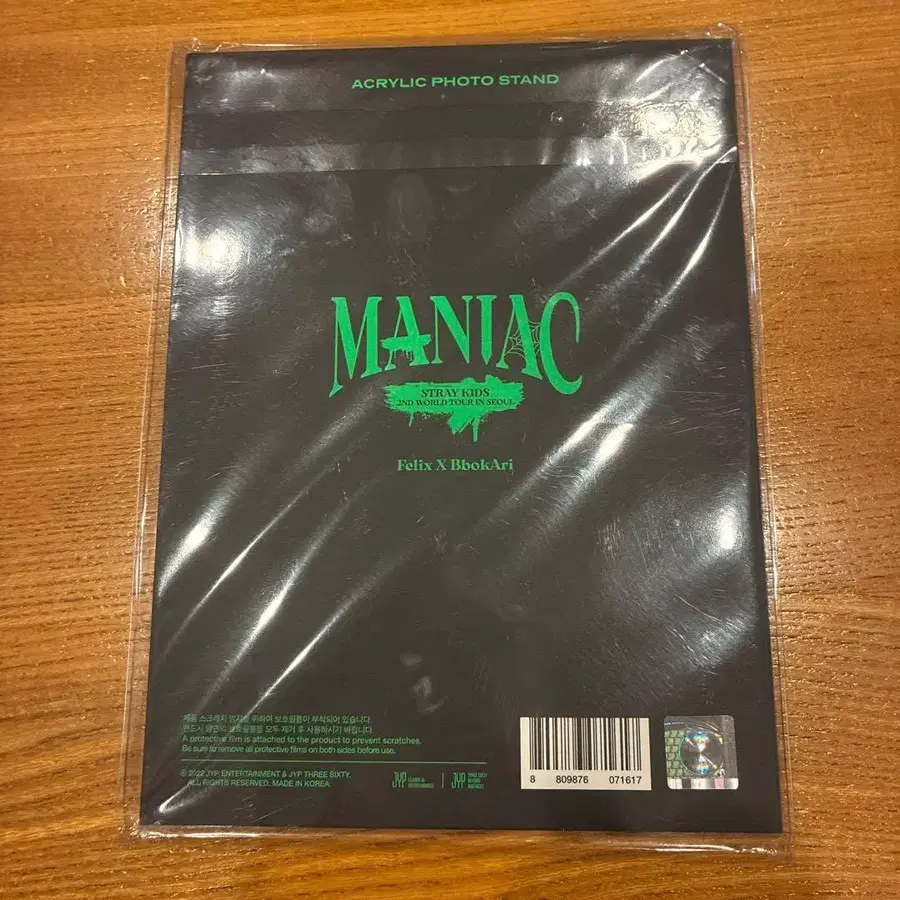 ACRYLIC PHOTO STAND
MANIAC
STRAY KIDS
2ND WORLD TOUR IN SEOUL
Felix X BbokAri
제품 스크래치 방지를 위하여 보호필름이 부착되어 있습니다.
반드시 양면의 보호필름을 모두 제거 후 사용하시기 바랍니다.
A protective film is attached to the product to prevent scratches.
Be sure to remove all protective films on both sides before use.
© 2022 JYP ENTERTAINMENT & JYP THREE SIXTY.
ALL RIGHTS RESERVED. MADE IN KOREA.
JYP
JYP
8 809876 071617